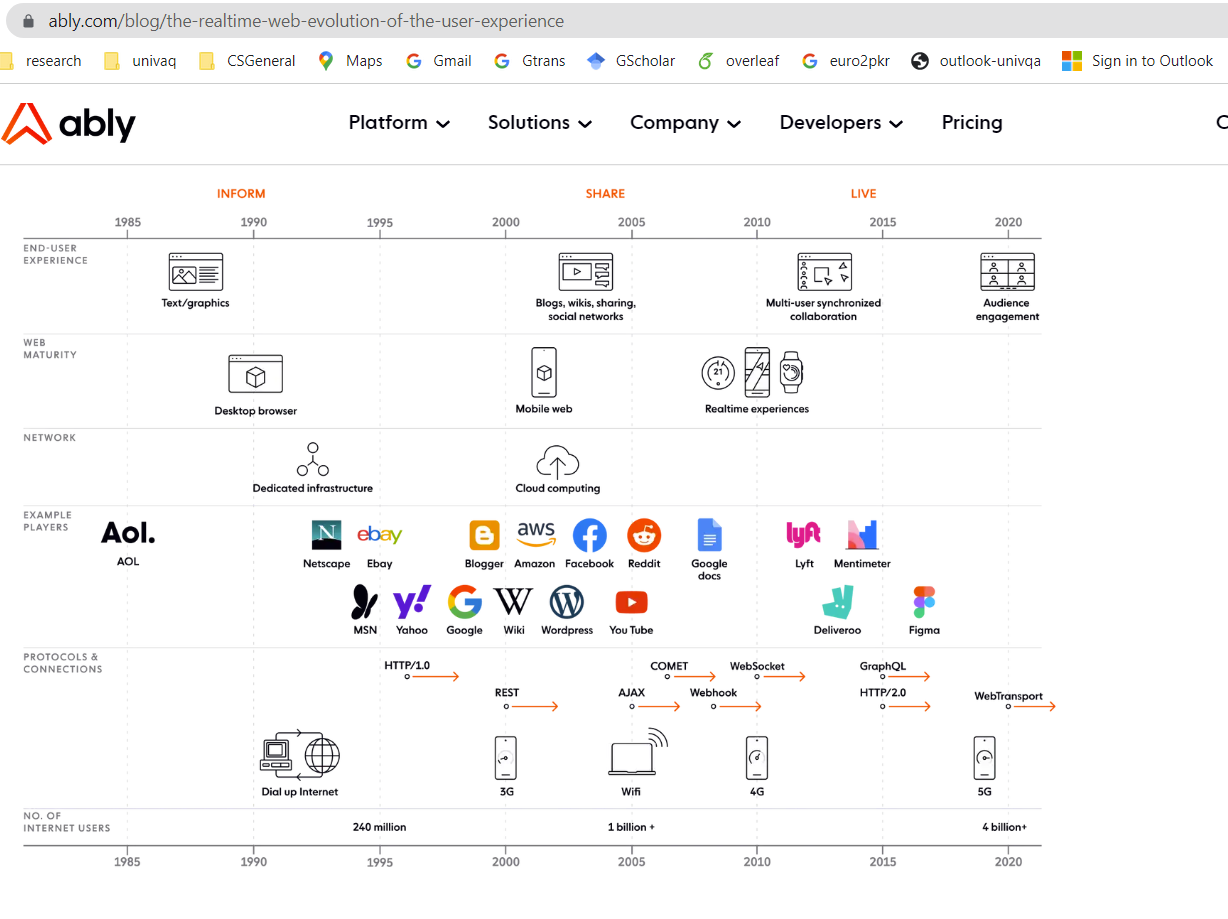 ably.com/blog/the-realtime-web-evolution-of-the-user-experience
research univaq CSGeneral Maps Gmail Gtrans GScholar overleaf euro2pkr outlook-univqa Sign in to Outlook
ably Platform Solutions Company Developers Pricing C
INFORM SHARE LIVE
1985 1990 1995 2000 2005 2010 2015 2020
END-USER
EXPERIENCE
Text/graphics
Blogs, wikis, sharing,
social networks
Multi-user synchronized
collaboration
Audience
engagement
WEB
MATURITY
21
Desktop browser Mobile web Realtime experiences
NETWORK
Dedicated infrastructure Cloud computing
EXAMPLE
PLAYERS
Aol. N ebay B aws f lyft
AOL Netscape Ebay Blogger Amazon Facebook Reddit Google
docs
Lyft Mentimeter
y! G W W
MSN Yahoo Google Wiki Wordpress You Tube Deliveroo Figma
PROTOCOLS &
CONNECTIONS
HTTP/1.0 COMET WebSocket GraphQL
REST AJAX Webhook HTTP/2.0 WebTransport
Dial up Internet 3G Wifi 4G 5G
NO. OF
INTERNET USERS
240 million 1 billion + 4 billion+
1985 1990 1995 2000 2005 2010 2015 2020